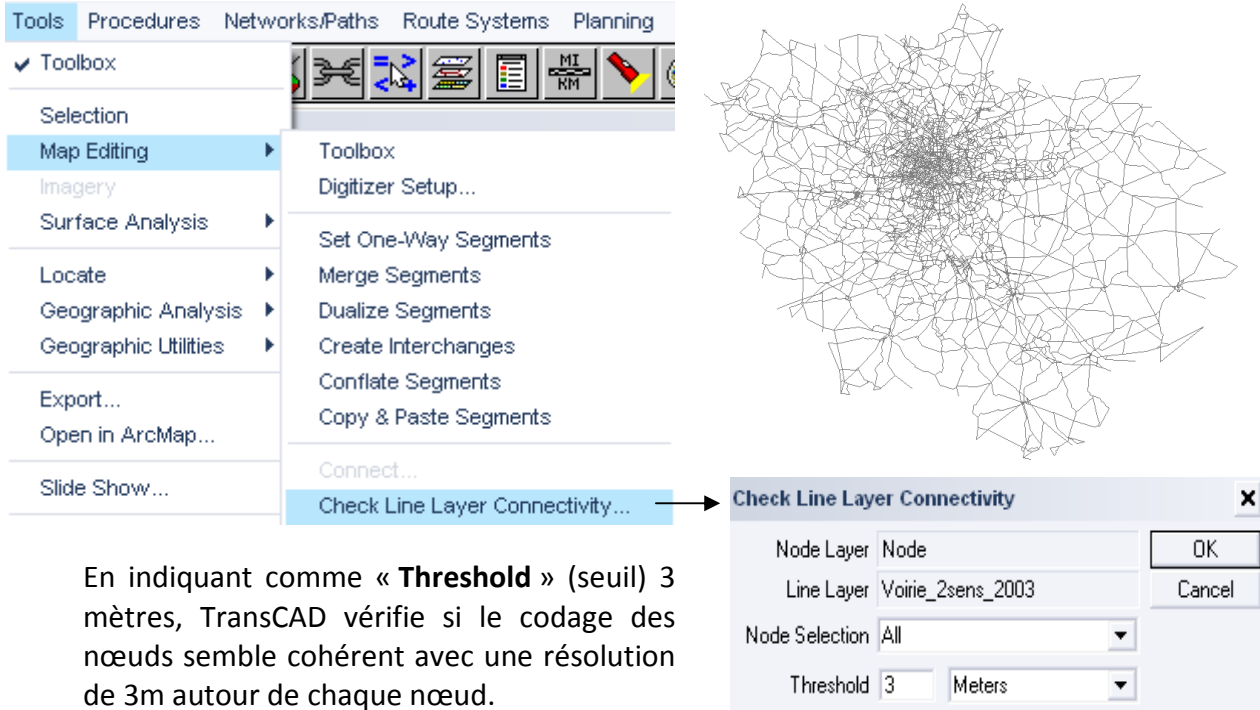 Tools Procedures Networks/Paths Route Systems Planning
✔ Toolbox
MI
KM
Selection
Map Editing
Imagery
Surface Analysis
Locate
Geographic Analysis
Geographic Utilities
Export...
Open in ArcMap...
Slide Show...
Toolbox
Digitizer Setup...
Set One-Way Segments
Merge Segments
Dualize Segments
Create Interchanges
Conflate Segments
Copy & Paste Segments
Connect...
Check Line Layer Connectivity...
Check Line Layer Connectivity
Node Layer Node
OK
Line Layer Voirie_2sens_2003
Cancel
Node Selection All
Threshold 3 Meters
En indiquant comme « Threshold » (seuil) 3
mètres, TransCAD vérifie si le codage des
nœuds semble cohérent avec une résolution
de 3m autour de chaque nœud.